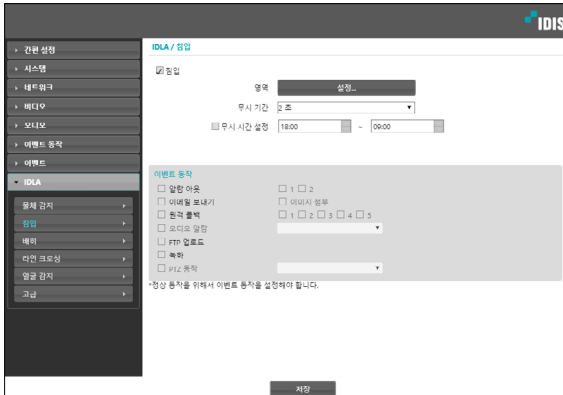 IDIS
간편 설정
시스템
네트워크
비디오
오디오
이벤트 동작
이벤트
IDLA
물체 감지
침입
배회
라인 크로싱
얼굴 감지
고급
IDLA / 침입
침입
영역 설정...
무시 기간 2 초
무시 시간 설정 18:00 ~ 09:00
이벤트 동작
알람 아웃 1 2
이메일 보내기 이미지 첨부
원격 콜백 1 2 3 4 5
오디오 알람
FTP 업로드
녹화
PTZ 동작
*정상 동작을 위해서 이벤트 동작을 설정해야 합니다.
저장